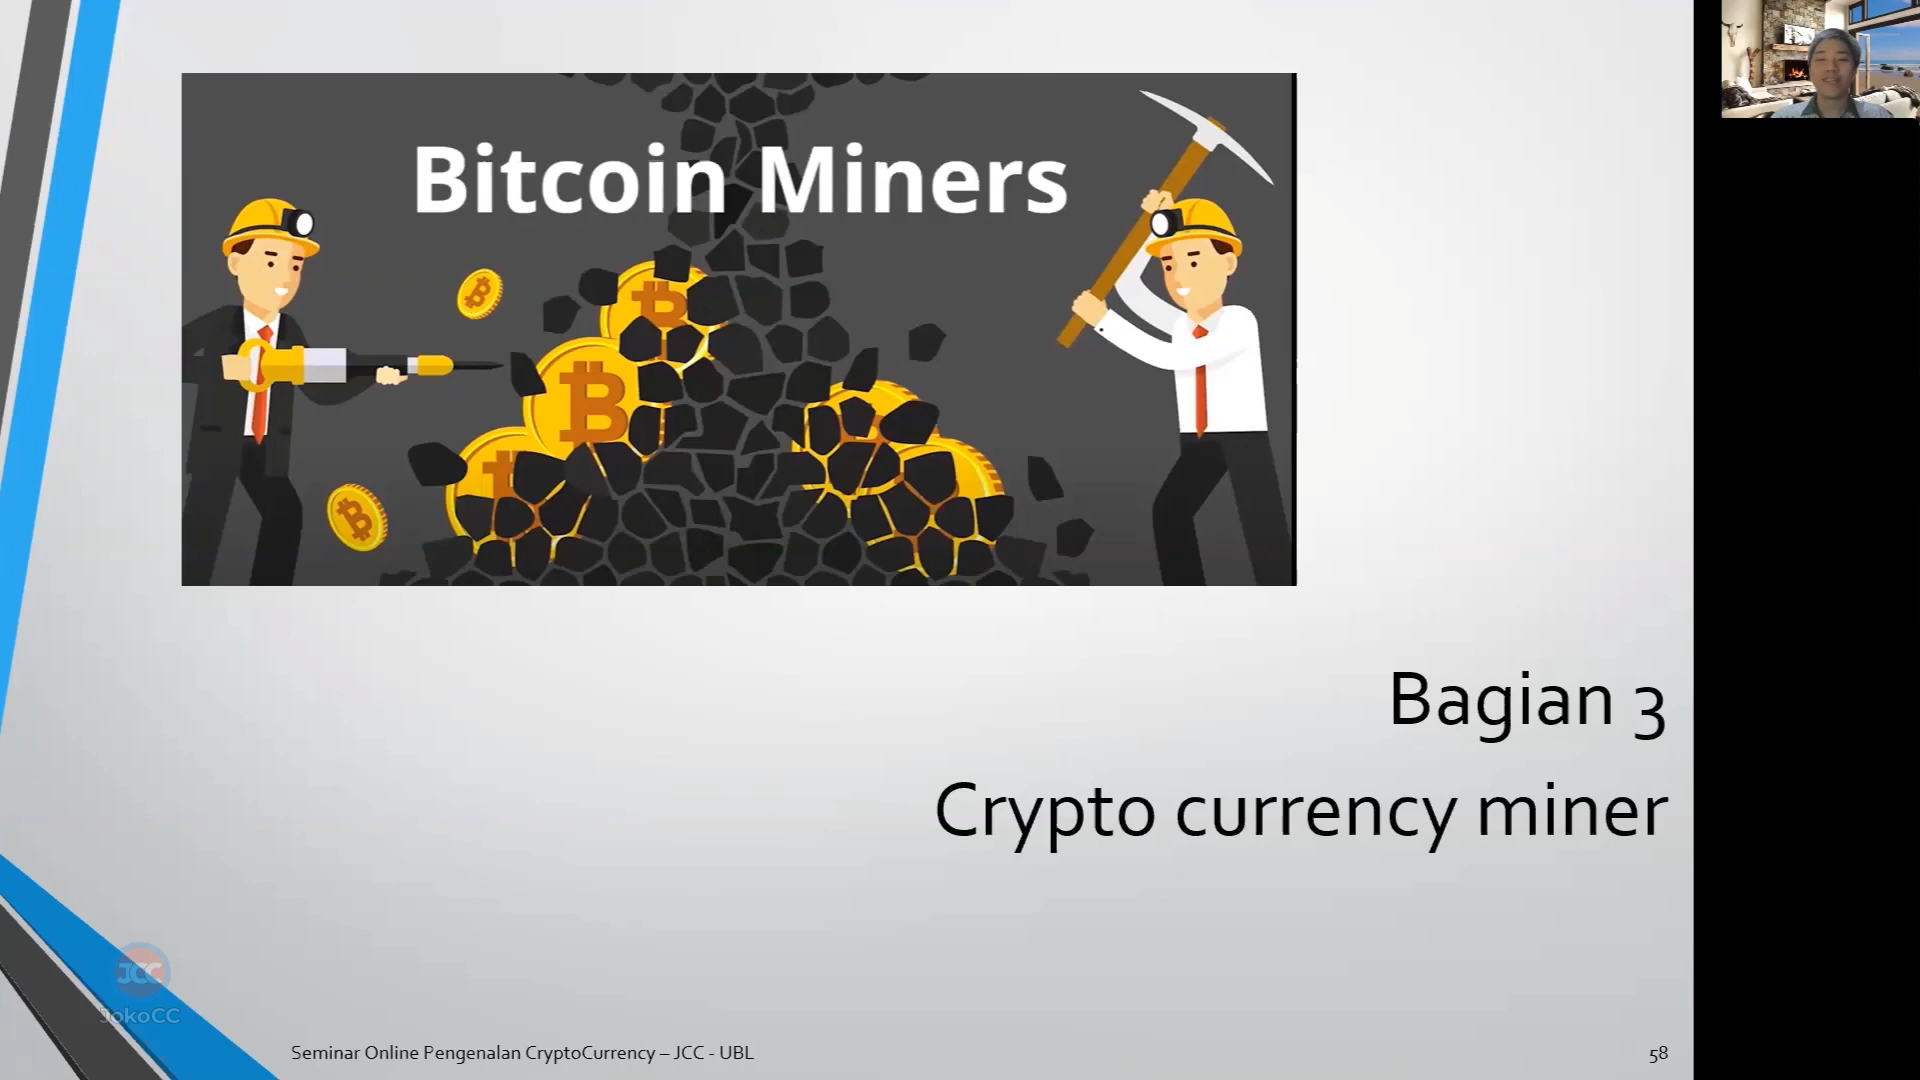 Bitcoin Miners
Bagian 3
Crypto currency miner
JCC
JokoCC
Seminar Online Pengenalan CryptoCurrency – JCC - UBL
58